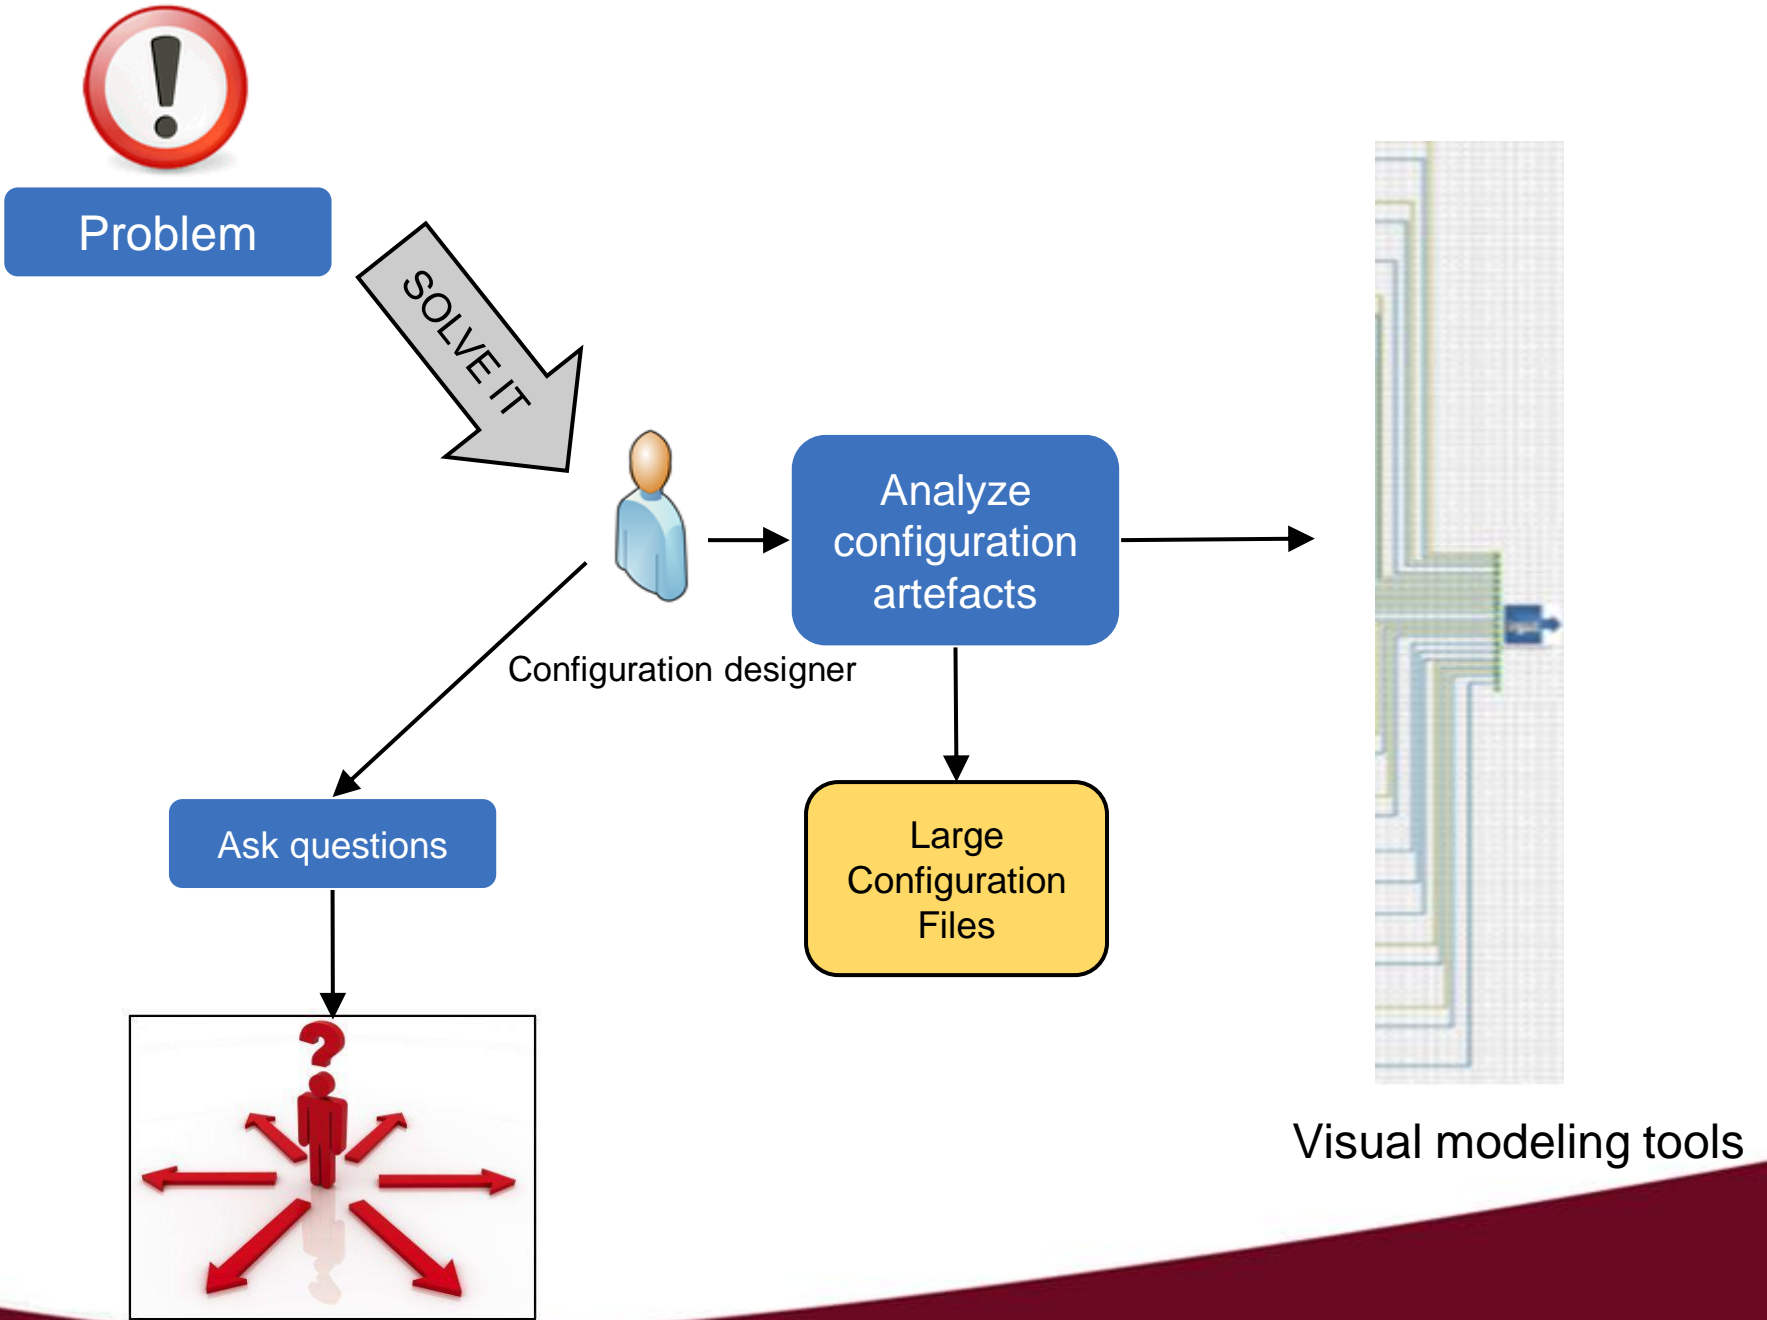 Problem
SOLVE IT
Analyze
configuration
artefacts
Configuration designer
Ask questions
Large
Configuration
Files
Visual modeling tools